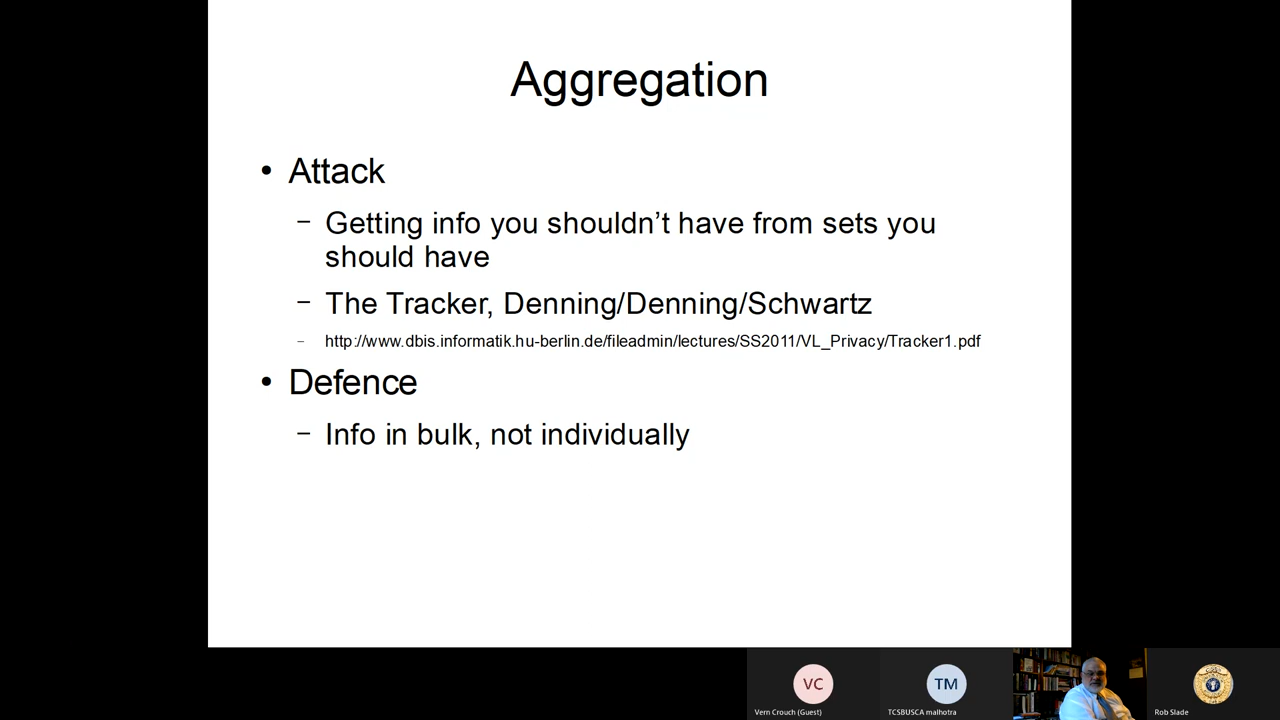 Aggregation
• Attack
– Getting info you shouldn’t have from sets you
should have
– The Tracker, Denning/Denning/Schwartz
– http://www.dbis.informatik.hu-berlin.de/fileadmin/lectures/SS2011/VL_Privacy/Tracker1.pdf
• Defence
– Info in bulk, not individually
VC
TM
Vern Crouch (Guest)
TCSBUSCA malhotra
Rob Slade